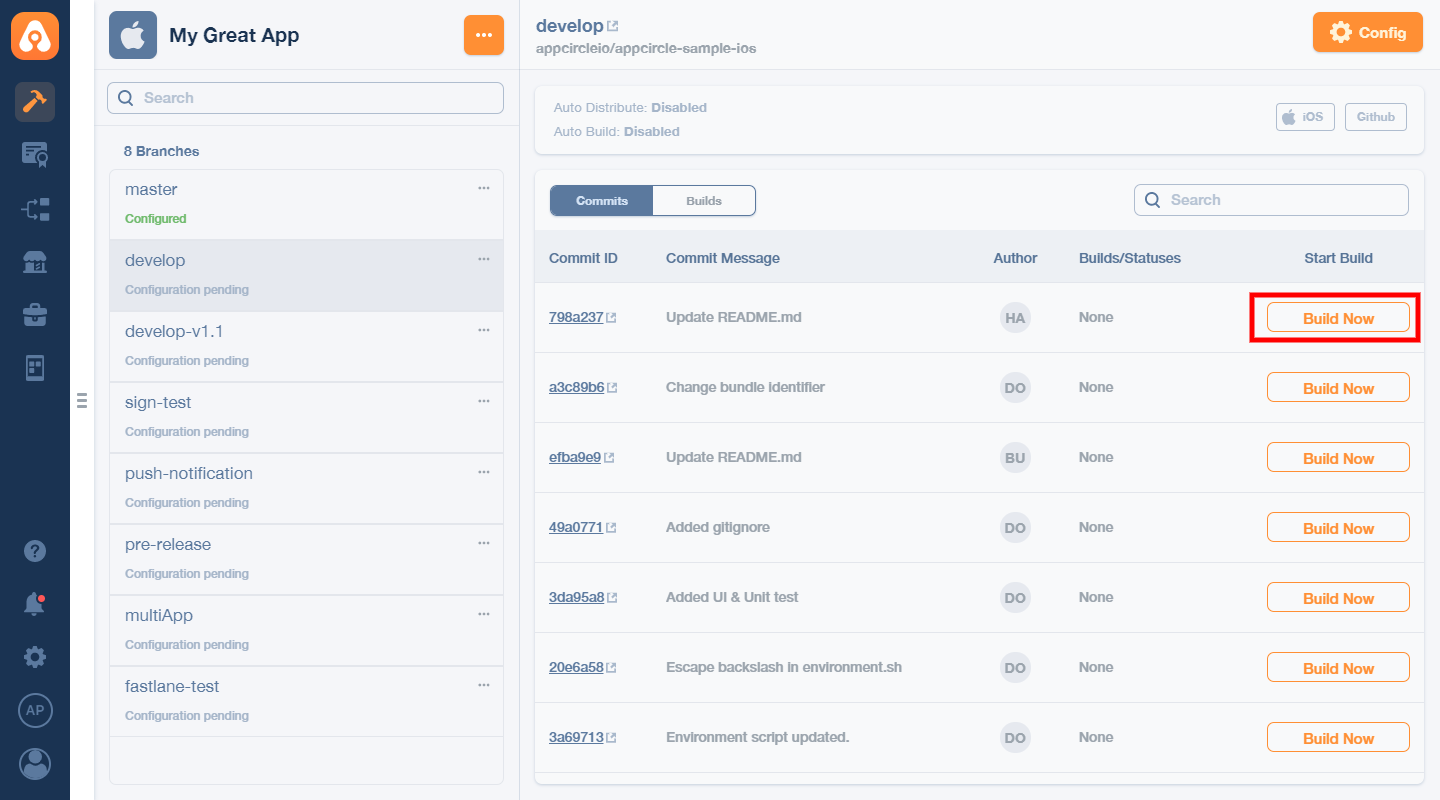 My Great App
Search
8 Branches
master
Configured
develop
Configuration pending
develop-v1.1
Configuration pending
sign-test
Configuration pending
push-notification
Configuration pending
pre-release
Configuration pending
multiApp
Configuration pending
fastlane-test
Configuration pending
AP
develop
appcircleio/appcircle-sample-ios
Config
Auto Distribute: Disabled
Auto Build: Disabled
iOS
Github
Commits Builds
Search
Commit ID Commit Message Author Builds/Statuses Start Build
798a237 Update README.md HA None Build Now
a3c89b6 Change bundle identifier DO None Build Now
efba9e9 Update README.md BU None Build Now
49a0771 Added gitignore DO None Build Now
3da95a8 Added UI & Unit test DO None Build Now
20e6a58 Escape backslash in environment.sh DO None Build Now
3a69713 Environment script updated. DO None Build Now